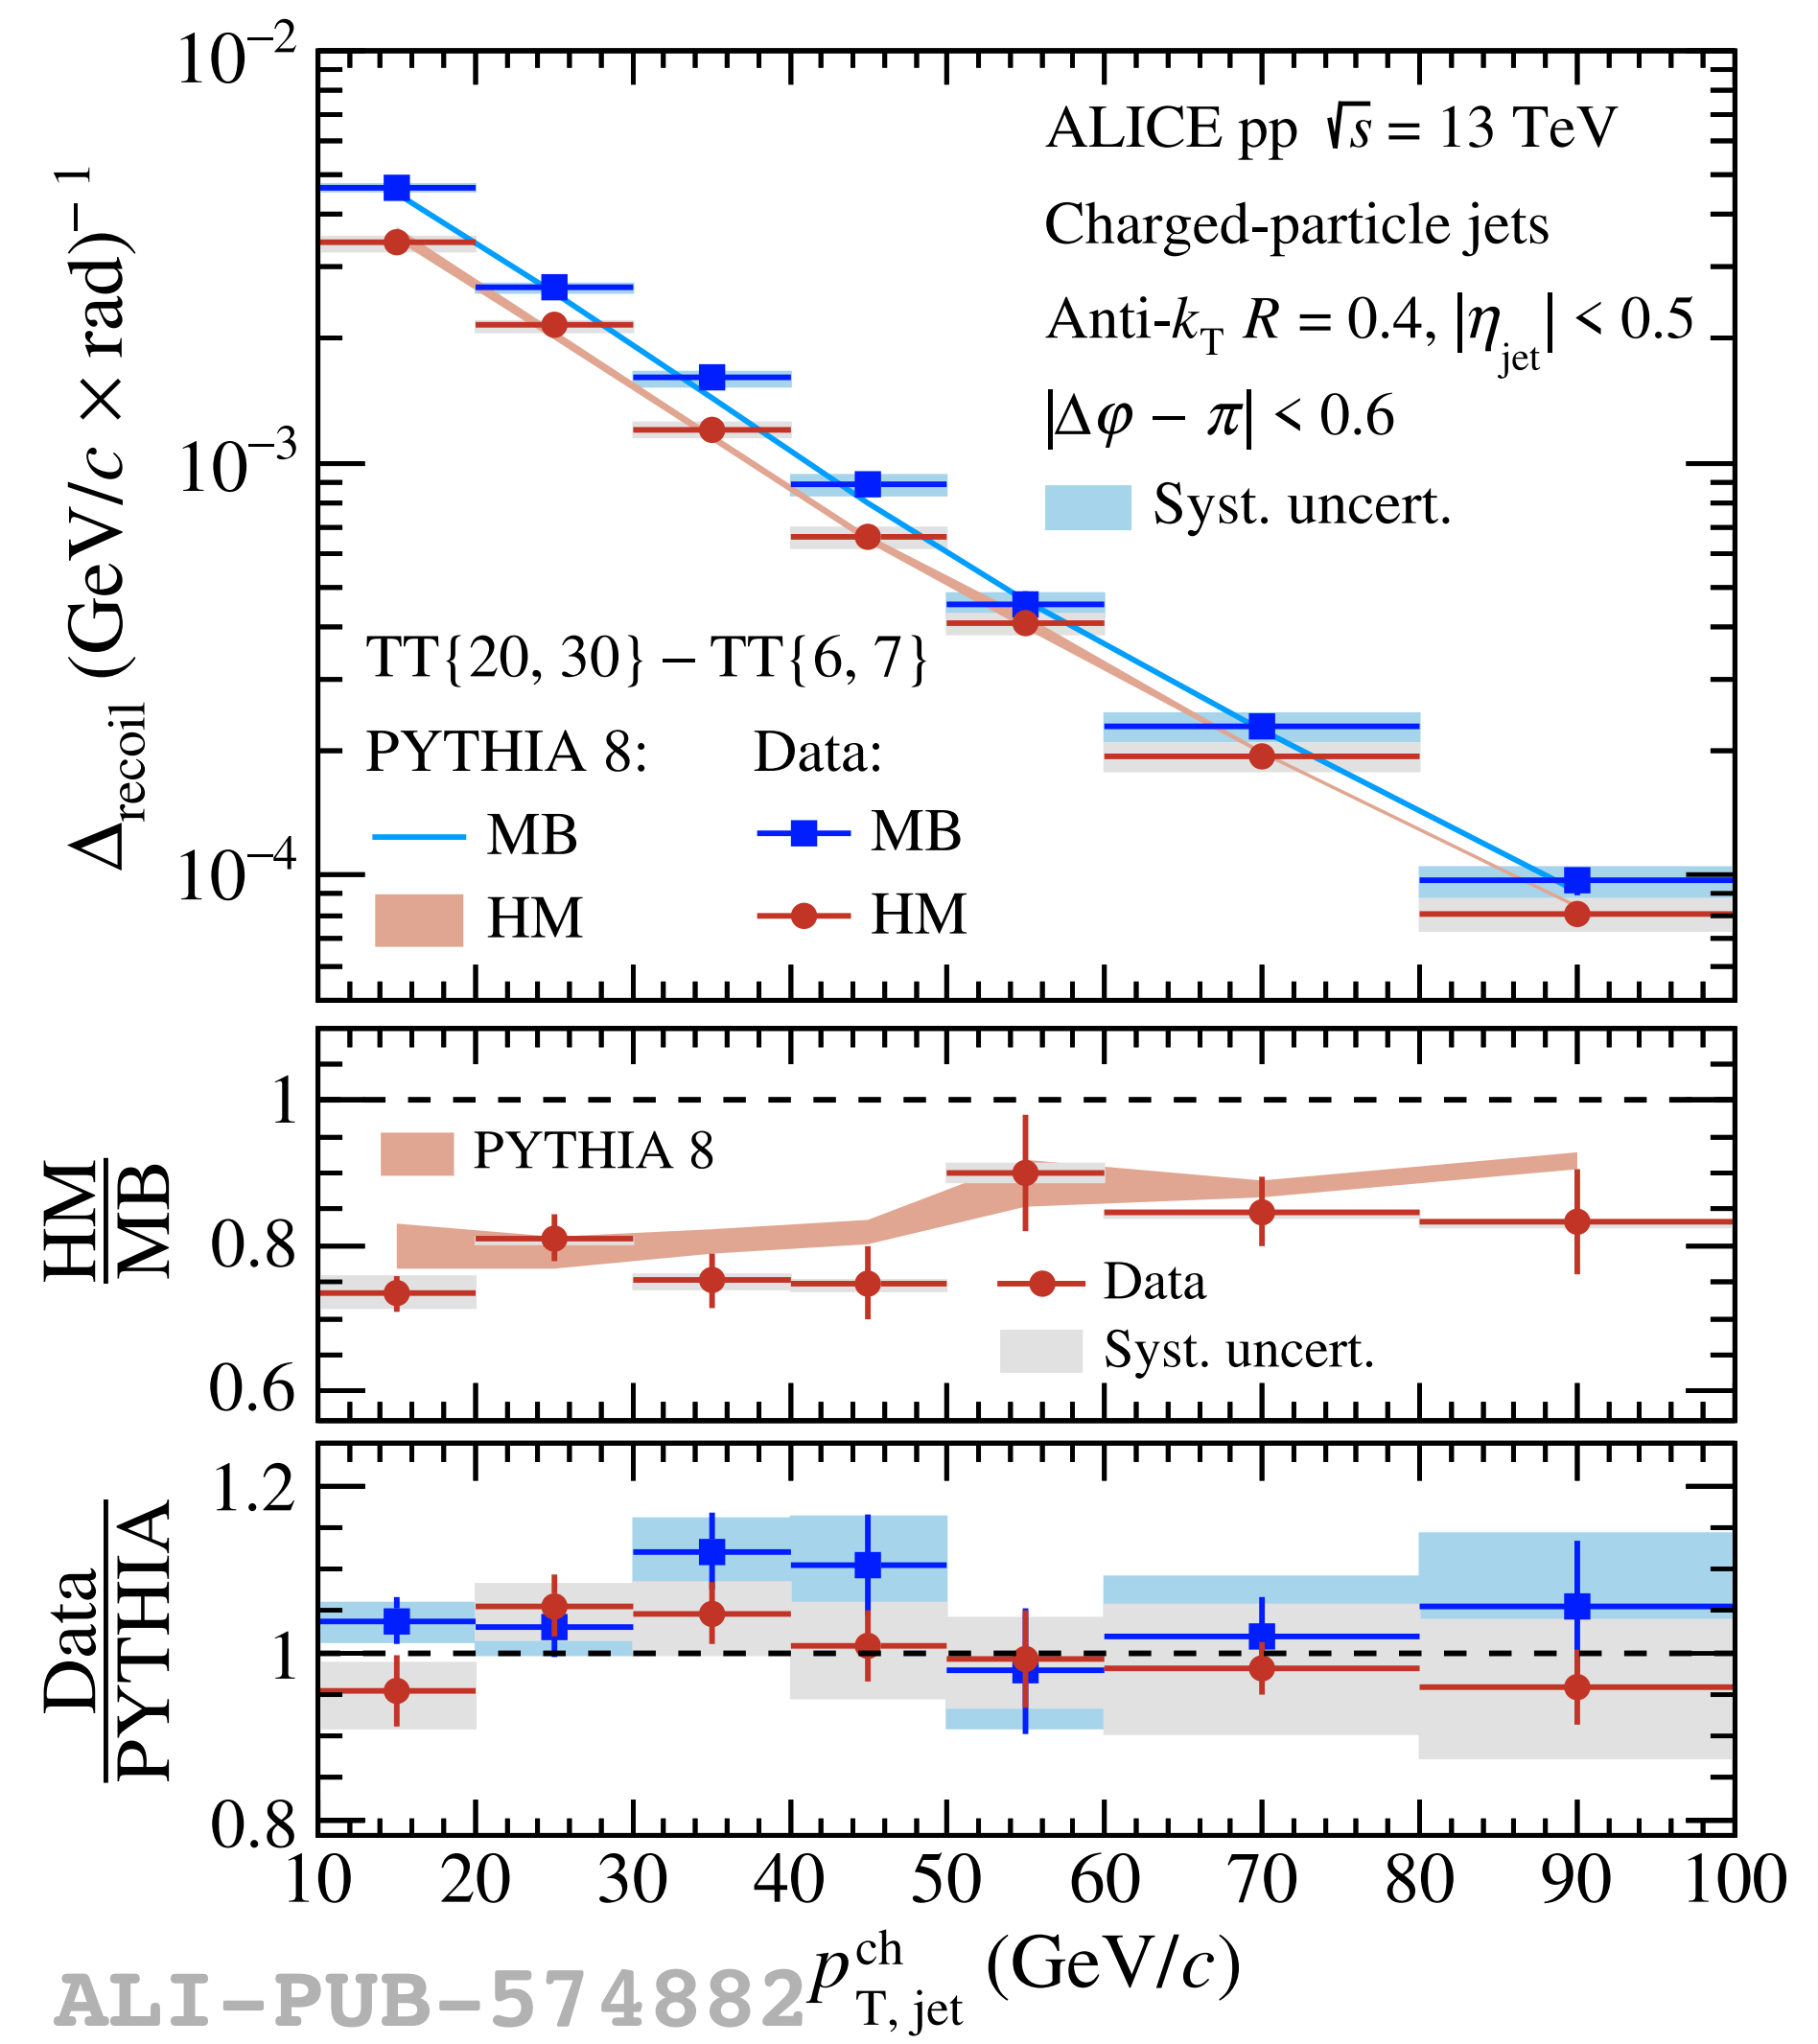 10⁻²
10⁻³
10⁻⁴
Δrecoil (GeV/c × rad)⁻¹
ALICE pp √s = 13 TeV
Charged-particle jets
Anti-kT R = 0.4, |ηjet| < 0.5
|Δφ − π| < 0.6
Syst. uncert.
TT{20, 30} − TT{6, 7}
PYTHIA 8: Data:
MB MB
HM HM
HM
MB
1
0.8
0.6
PYTHIA 8
Data
Syst. uncert.
Data
PYTHIA
1.2
1
0.8
10 20 30 40 50 60 70 80 90 100
p ch T, jet (GeV/c)
ALI-PUB-574882